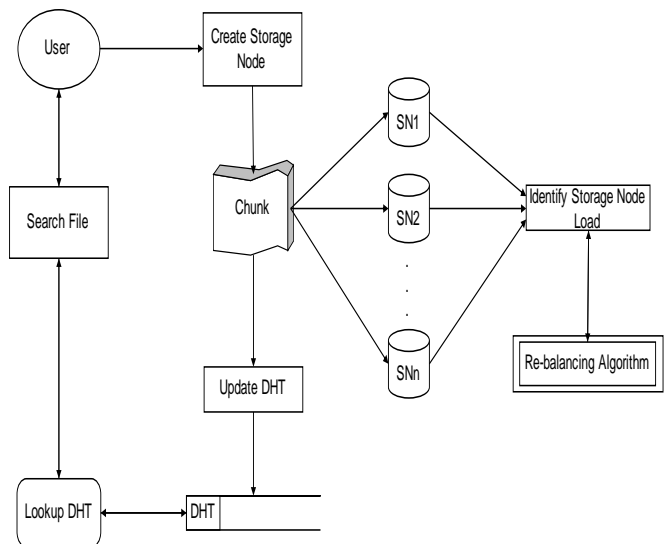 User
Create Storage
Node
SN1
Chunk
SN2
Identify Storage Node
Load
Search File
.
.
.
SNn
Re-balancing Algorithm
Update DHT
Lookup DHT
DHT